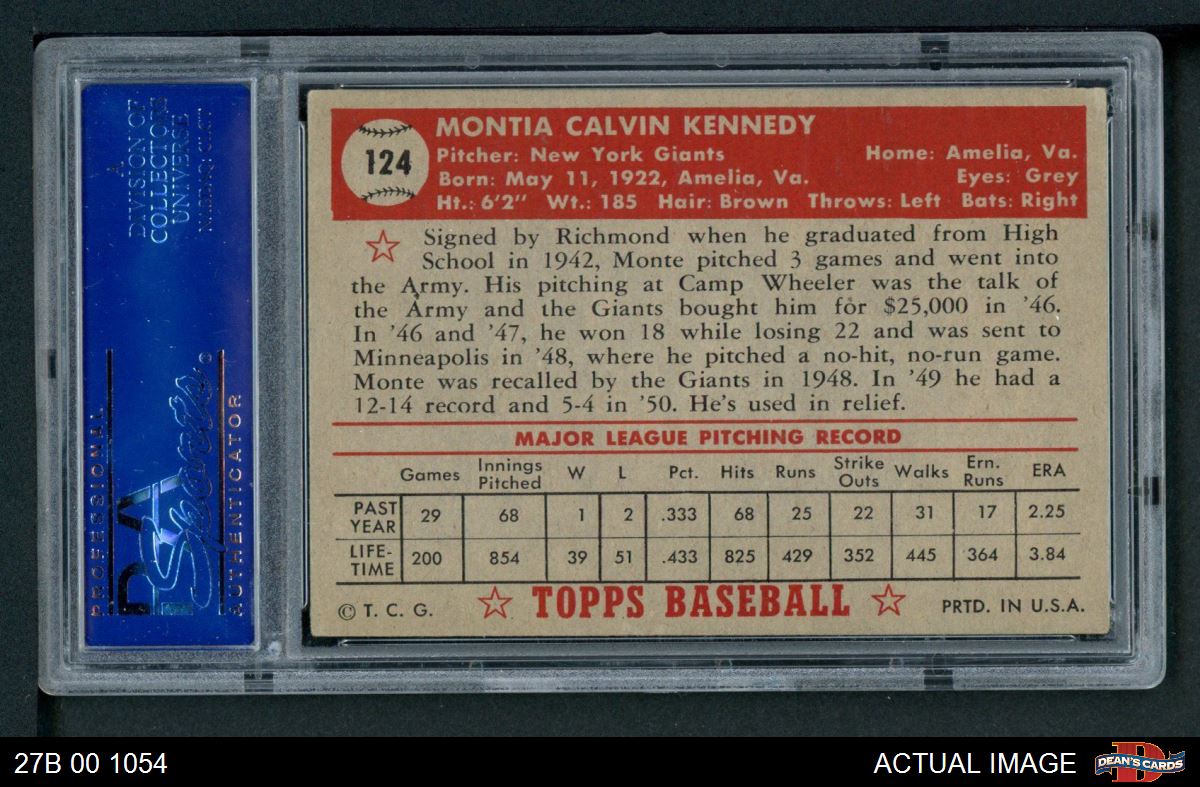 A
DIVISION OF
COLLECTORS
UNIVERSE
NASDAQ: CLCT
PROFESSIONAL
PSA
Sports
AUTHENTICATOR
124
MONTIA CALVIN KENNEDY
Pitcher: New York Giants Home: Amelia, Va.
Born: May 11, 1922, Amelia, Va. Eyes: Grey
Ht.: 6'2" Wt.: 185 Hair: Brown Throws: Left Bats: Right
Signed by Richmond when he graduated from High
School in 1942, Monte pitched 3 games and went into
the Army. His pitching at Camp Wheeler was the talk of
the Army and the Giants bought him for $25,000 in '46.
In '46 and '47, he won 18 while losing 22 and was sent to
Minneapolis in '48, where he pitched a no-hit, no-run game.
Monte was recalled by the Giants in 1948. In '49 he had a
12-14 record and 5-4 in '50. He's used in relief.
MAJOR LEAGUE PITCHING RECORD
Games Innings Pitched W L Pct. Hits Runs Strike Outs Walks Ern. Runs ERA
PAST YEAR 29 68 1 2 .333 68 25 22 31 17 2.25
LIFE-TIME 200 854 39 51 .433 825 429 352 445 364 3.84
© T. C. G. TOPPS BASEBALL PRTD. IN U.S.A.
27B 00 1054 ACTUAL IMAGE D DEAN'S CARDS